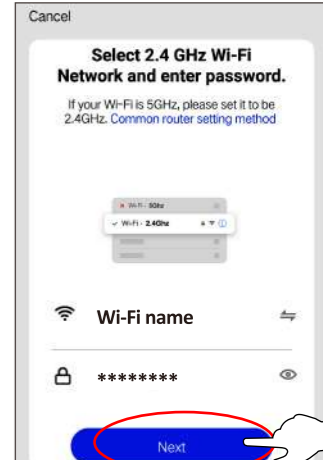 Cancel
Select 2.4 GHz Wi-Fi
Network and enter password.
If your Wi-Fi is 5GHz, please set it to be
2.4GHz. Common router setting method
Wi-Fi - 5Ghz
Wi-Fi - 2.4Ghz
Wi-Fi name
********
Next